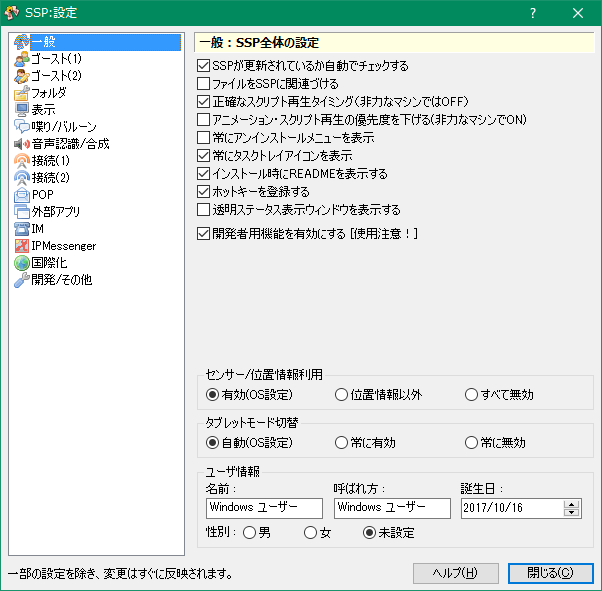 SSP:設定
一般
ゴースト(1)
ゴースト(2)
フォルダ
表示
喋り/バルーン
音声認識/合成
接続(1)
接続(2)
POP
外部アプリ
IM
IPMessenger
国際化
開発/その他
一般：SSP全体の設定
SSPが更新されているか自動でチェックする
ファイルをSSPに関連づける
正確なスクリプト再生タイミング(非力なマシンではOFF)
アニメーション・スクリプト再生の優先度を下げる(非力なマシンでON)
常にアンインストールメニューを表示
常にタスクトレイアイコンを表示
インストール時にREADMEを表示する
ホットキーを登録する
透明ステータス表示ウィンドウを表示する
開発者用機能を有効にする [使用注意！]
センサー/位置情報利用
有効(OS設定) 位置情報以外 すべて無効
タブレットモード切替
自動(OS設定) 常に有効 常に無効
ユーザ情報
名前： 呼ばれ方： 誕生日：
Windows ユーザー Windows ユーザー 2017/10/16
性別： 男 女 未設定
一部の設定を除き、変更はすぐに反映されます。 ヘルプ(H) 閉じる(C)